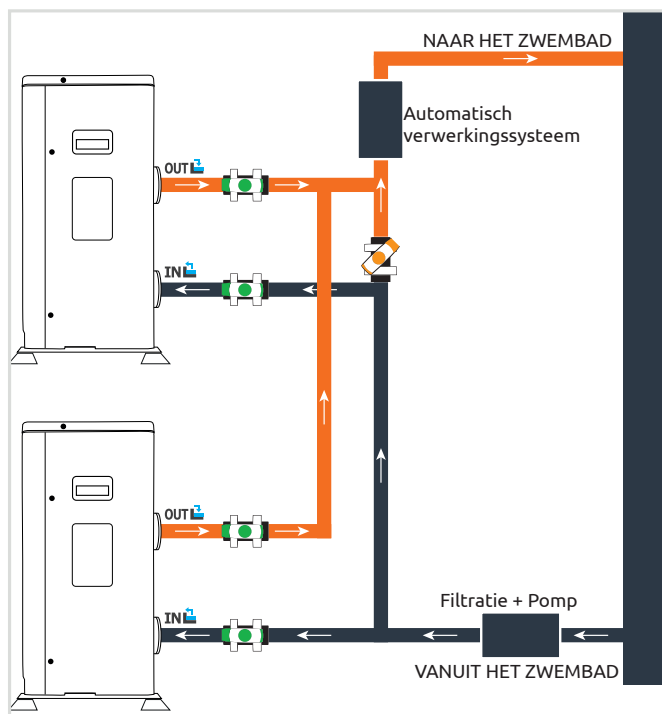 NAAR HET ZWEMBAD
Automatisch
verwerkingssysteem
OUT
IN
OUT
Filtratie + Pomp
IN
VANUIT HET ZWEMBAD